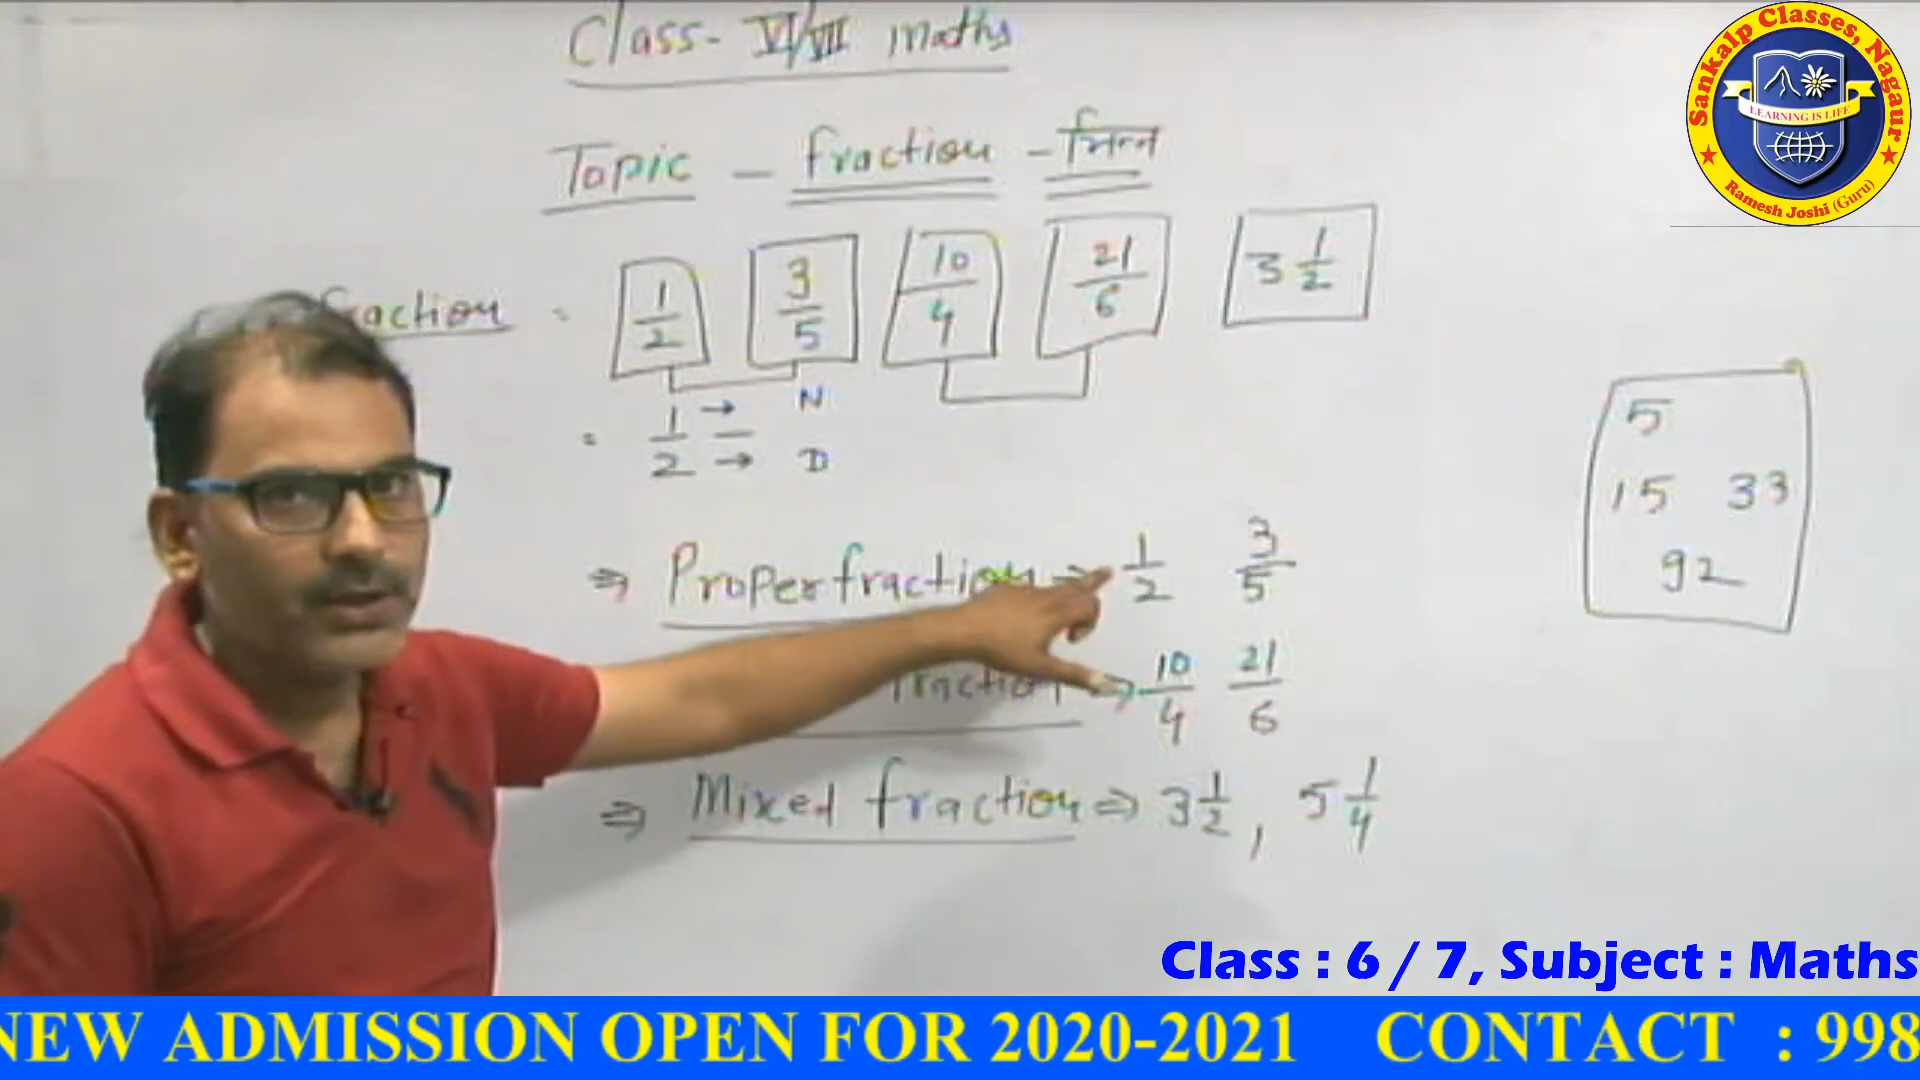 Class- VI/VII maths
Topic - fraction - भिन्न
fraction = 1/2 3/5 10/4 21/6 3 1/2
= 1/2 → N
→ D
⇒ Proper fraction ⇒ 1/2 3/5
fraction ⇒ 10/4 21/6
⇒ Mixed fraction ⇒ 3 1/2, 5 1/4
5
15 33
92
Sankalp Classes, Nagaur
LEARNING IS LIFE
Ramesh Joshi (Guru)
Class : 6 / 7, Subject : Maths
NEW ADMISSION OPEN FOR 2020-2021 CONTACT : 998